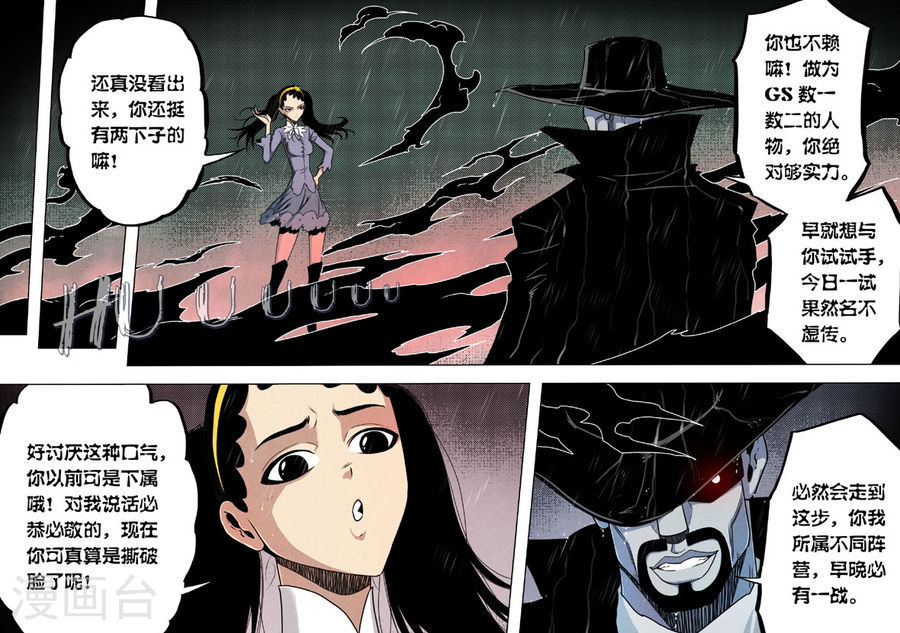 还真没看出
来，你还挺
有两下子的
嘛！
你也不赖
嘛！做为
GS数一
数二的人
物，你绝
对够实力。
早就想与
你试试手，
今日一试
果然名不
虚传。
HUUUUUUU
好讨厌这种口气，
你以前可是下属
哦！对我说话必
恭必敬的，现在
你可真算是撕破
脸了呢！
必然会走到
这步，你我
所属不同阵
营，早晚必
有一战。
漫画台